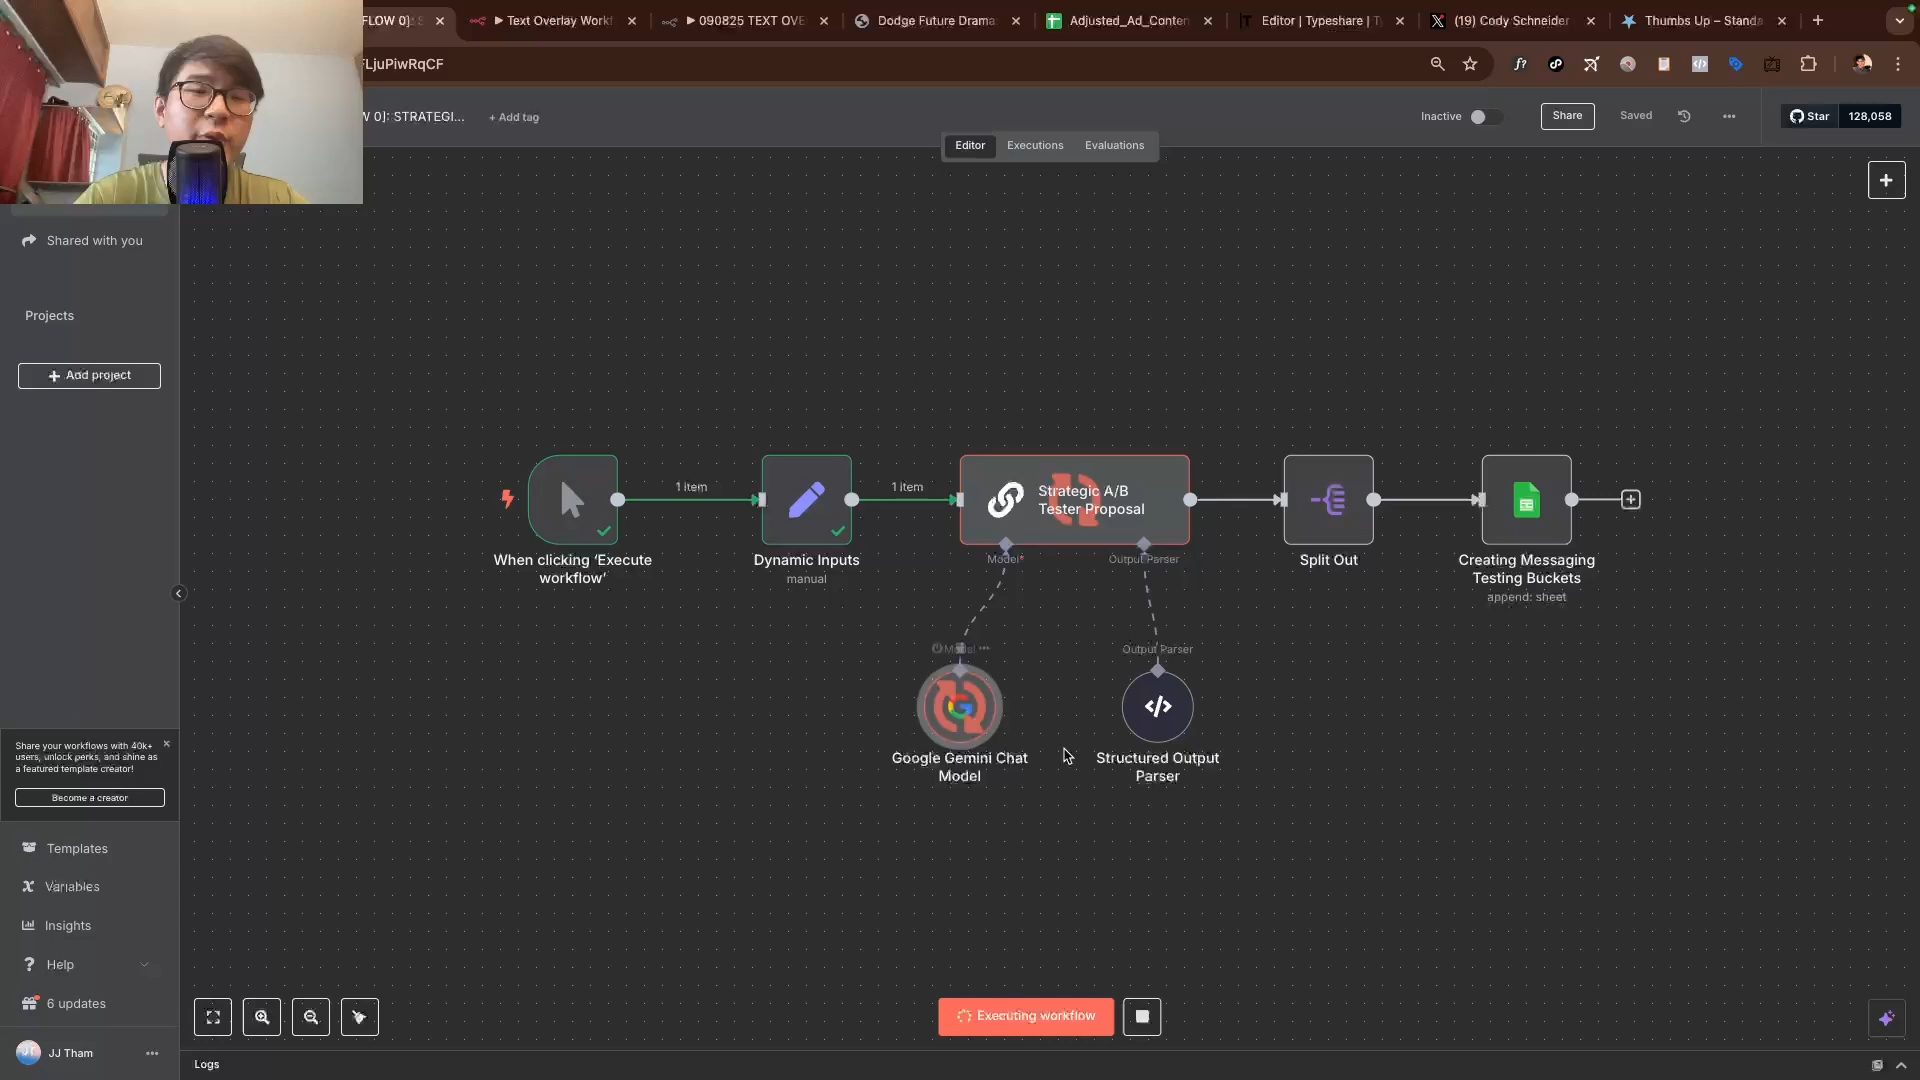 FLOW 0]: S
Text Overlay Workf
090825 TEXT OVE
Dodge Future Drama
Adjusted_Ad_Conten
Editor | Typeshare | T
(19) Cody Schneider
Thumbs Up – Standa
LjuPiwRqCF
W 0]: STRATEGI...
+ Add tag
Inactive
Share
Saved
Star
128,058
Editor
Executions
Evaluations
Shared with you
Projects
Add project
1 item
1 item
Strategic A/B
Tester Proposal
When clicking ‘Execute
workflow’
Dynamic Inputs
manual
Model*
Output Parser
Split Out
Creating Messaging
Testing Buckets
append: sheet
Model
Output Parser
Google Gemini Chat
Model
Structured Output
Parser
Share your workflows with 40k+
users, unlock perks, and shine as
a featured template creator!
Become a creator
Templates
Variables
Insights
Help
6 updates
JJ Tham
Executing workflow
Logs